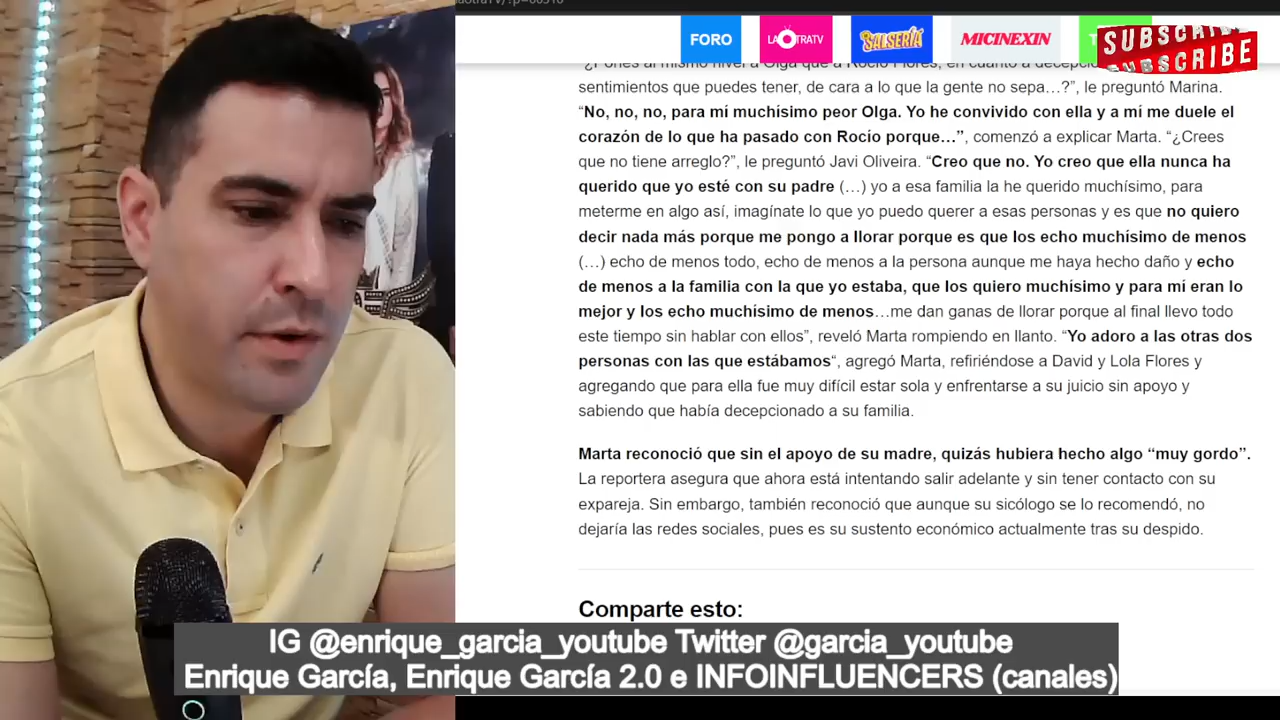 FORO
LA OTRATV
SALSERÍA
MICINEXIN
SUBSCRIBE
SUBSCRIBE
“¿Pones al mismo nivel a Olga que a Rocío Flores, en cuanto a
sentimientos que puedes tener, de cara a lo que la gente no sepa…?”, le preguntó Marina.
“No, no, no, para mí muchísimo peor Olga. Yo he convivido con ella y a mí me duele el
corazón de lo que ha pasado con Rocío porque…”, comenzó a explicar Marta. “¿Crees
que no tiene arreglo?”, le preguntó Javi Oliveira. “Creo que no. Yo creo que ella nunca ha
querido que yo esté con su padre (…) yo a esa familia la he querido muchísimo, para
meterme en algo así, imagínate lo que yo puedo querer a esas personas y es que no quiero
decir nada más porque me pongo a llorar porque es que los echo muchísimo de menos
(…) echo de menos todo, echo de menos a la persona aunque me haya hecho daño y echo
de menos a la familia con la que yo estaba, que los quiero muchísimo y para mí eran lo
mejor y los echo muchísimo de menos…me dan ganas de llorar porque al final llevo todo
este tiempo sin hablar con ellos”, reveló Marta rompiendo en llanto. “Yo adoro a las otras dos
personas con las que estábamos“, agregó Marta, refiriéndose a David y Lola Flores y
agregando que para ella fue muy difícil estar sola y enfrentarse a su juicio sin apoyo y
sabiendo que había decepcionado a su familia.
Marta reconoció que sin el apoyo de su madre, quizás hubiera hecho algo “muy gordo”.
La reportera asegura que ahora está intentando salir adelante y sin tener contacto con su
expareja. Sin embargo, también reconoció que aunque su sicólogo se lo recomendó, no
dejaría las redes sociales, pues es su sustento económico actualmente tras su despido.
Comparte esto:
IG @enrique_garcia_youtube Twitter @garcia_youtube
Enrique García, Enrique García 2.0 e INFOINFLUENCERS (canales)